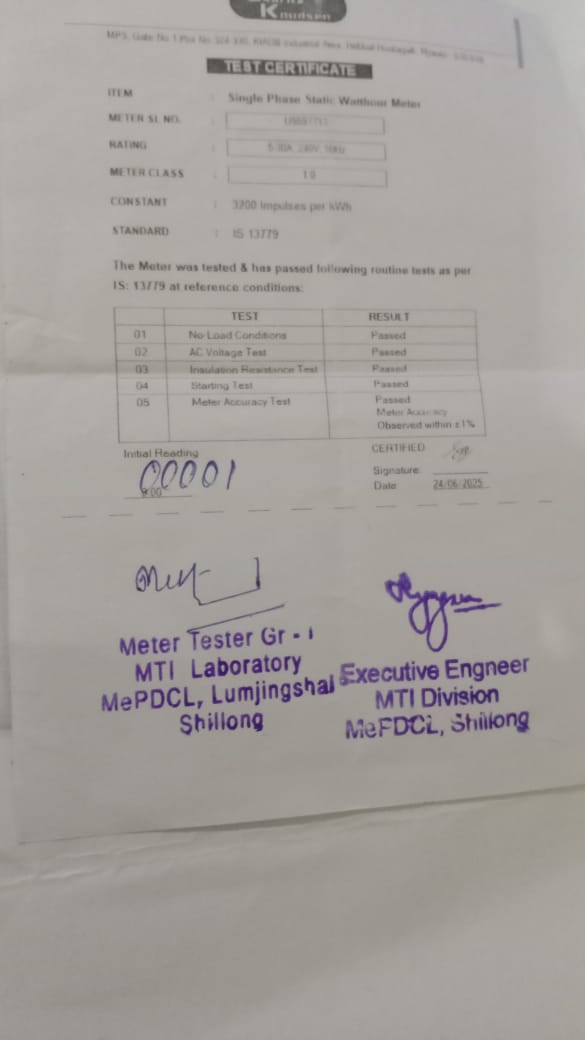 Knudsen
TEST CERTIFICATE
ITEM : Single Phase Static Watthour Meter
METER SL NO. :
RATING : 5-30A, 240V, 50Hz
METER CLASS : 1.0
CONSTANT : 3200 Impulses per kWh
STANDARD : IS 13779
The Meter was tested & has passed following routine tests as per
IS: 13779 at reference conditions:
TEST RESULT
01 No Load Conditions Passed
02 AC Voltage Test Passed
03 Insulation Resistance Test Passed
04 Starting Test Passed
05 Meter Accuracy Test Passed
Meter Accuracy
Observed within ±1%
Initial Reading
00001
CERTIFIED
Signature:
Date: 24/06/2025
Meter Tester Gr - I
MTI Laboratory
MePDCL, Lumjingshai
Shillong
Executive Engneer
MTI Division
MePDCL, Shillong